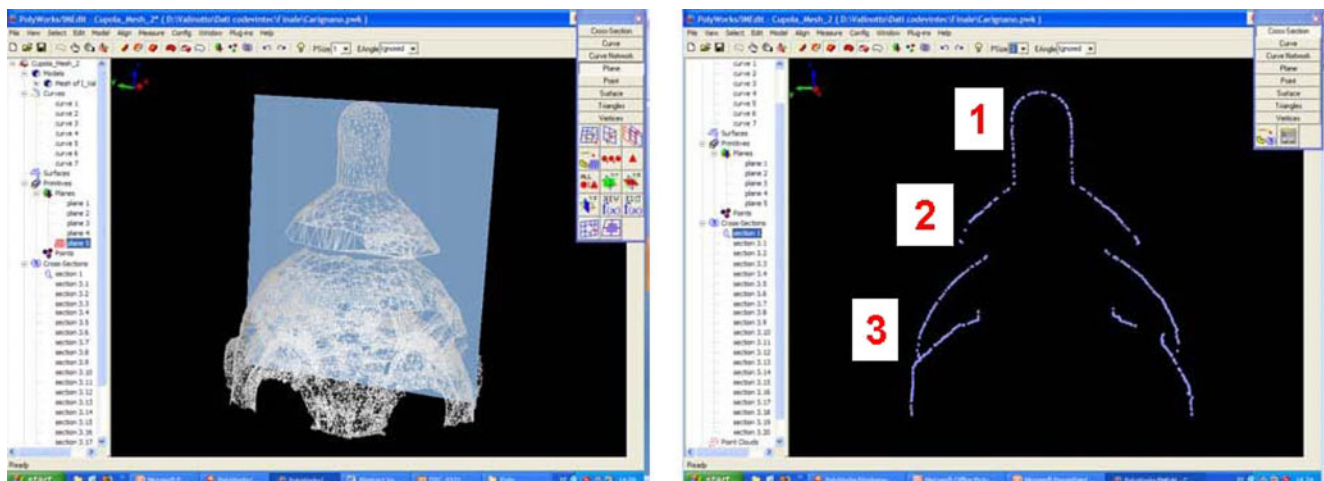 PolyWorks/IMEdit - Cupola_Mesh_2* ( D:\Valinotto\Dati codevintec\Finale\Carignano.pwk )
File View Select Edit Model Align Measure Config Window Plug-ins Help
PSize 1 EAngle Ignored
Cupola_Mesh_2
Models
Mesh of I_Val
Curves
curve 1
curve 2
curve 3
curve 4
curve 5
curve 6
curve 7
Surfaces
Primitives
Planes
plane 1
plane 2
plane 3
plane 4
plane 5
Points
Cross-Sections
section 1
section 3.1
section 3.2
section 3.3
section 3.4
section 3.5
section 3.6
section 3.7
section 3.8
section 3.9
section 3.10
section 3.11
section 3.12
section 3.13
section 3.14
section 3.15
section 3.16
section 3.17
Ready
start
Cross-Section
Curve
Curve Network
Plane
Point
Surface
Triangles
Vertices
ALL
PolyWorks/IMEdit - Cupola_Mesh_2 ( D:\Valinotto\Dati codevintec\Finale\Carignano.pwk )
File View Select Edit Model Align Measure Config Window Plug-ins Help
PSize EAngle Ignored
curve 1
curve 2
curve 3
curve 4
curve 5
curve 6
curve 7
Surfaces
Primitives
Planes
plane 1
plane 2
plane 3
plane 4
plane 5
Points
Cross-Sections
section 1
section 3.1
section 3.2
section 3.3
section 3.4
section 3.5
section 3.6
section 3.7
section 3.8
section 3.9
section 3.10
section 3.11
section 3.12
section 3.13
section 3.14
section 3.15
section 3.16
section 3.17
section 3.18
section 3.19
section 3.20
Point Clouds
Ready
start
1
2
3
Cross-Section
Curve
Curve Network
Plane
Point
Surface
Triangles
Vertices